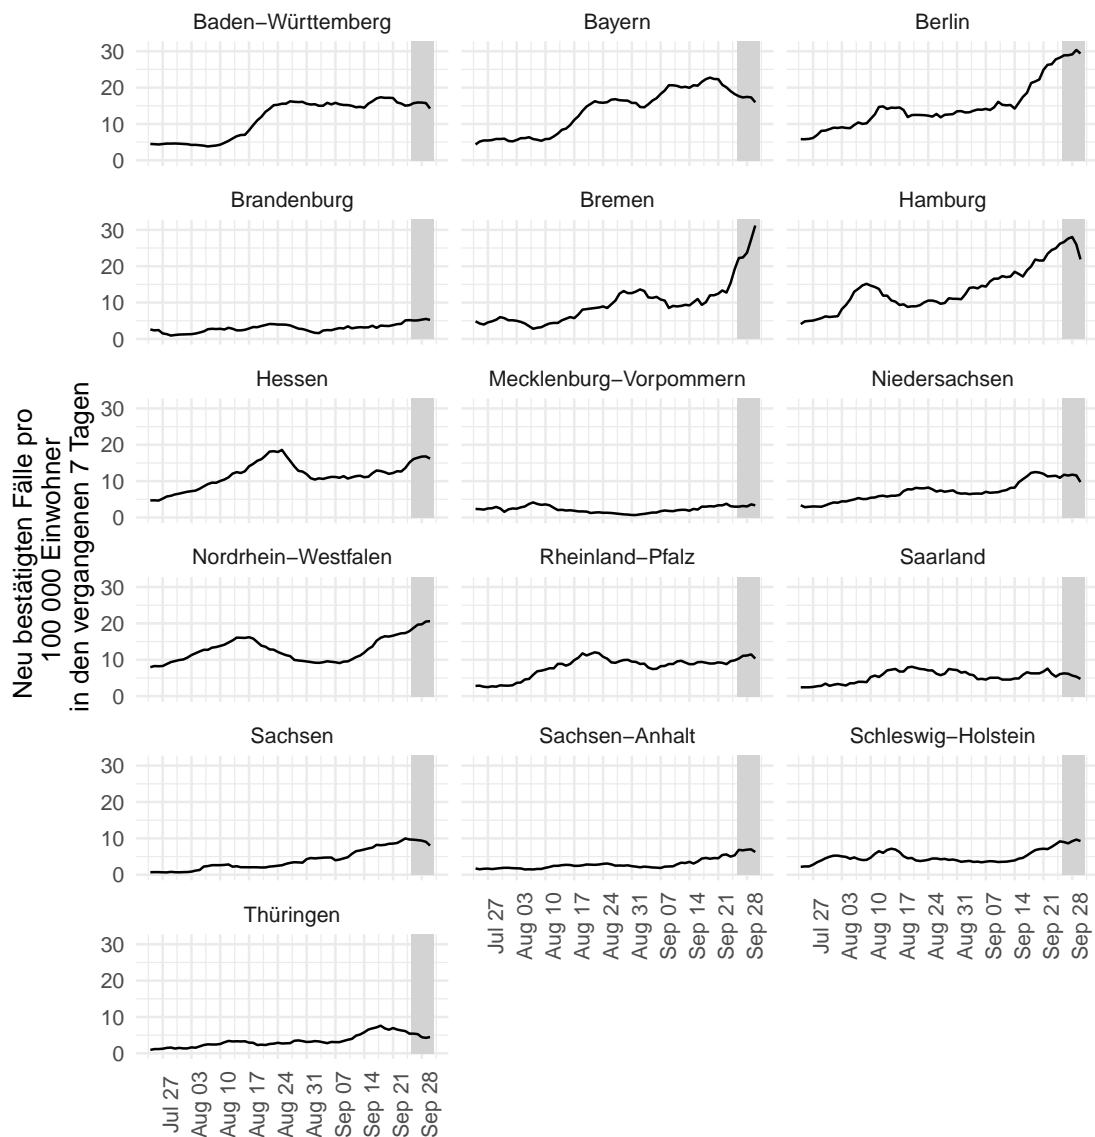 Baden−Württemberg Bayern Berlin
30
20
10
0
Brandenburg Bremen Hamburg
30
20
10
0
Hessen Mecklenburg−Vorpommern Niedersachsen
30
20
10
0
Nordrhein−Westfalen Rheinland−Pfalz Saarland
30
20
10
0
Sachsen Sachsen−Anhalt Schleswig−Holstein
30
20
10
0
Jul 27
Aug 03
Aug 10
Aug 17
Aug 24
Aug 31
Sep 07
Sep 14
Sep 21
Sep 28
Jul 27
Aug 03
Aug 10
Aug 17
Aug 24
Aug 31
Sep 07
Sep 14
Sep 21
Sep 28
Thüringen
30
20
10
0
Jul 27
Aug 03
Aug 10
Aug 17
Aug 24
Aug 31
Sep 07
Sep 14
Sep 21
Sep 28
Neu bestätigten Fälle pro
100 000 Einwohner
in den vergangenen 7 Tagen